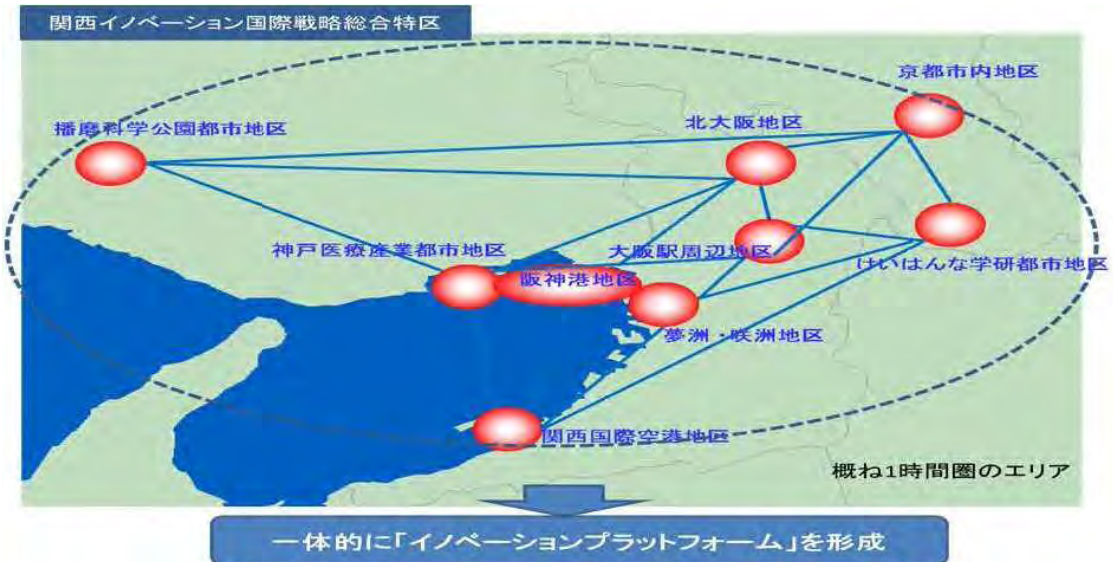 関西イノベーション国際戦略総合特区
京都市内地区
播磨科学公園都市地区
北大阪地区
神戸医療産業都市地区
大阪駅周辺地区
けいはんな学研都市地区
阪神港地区
夢洲・咲洲地区
関西国際空港地区
概ね1時間圏のエリア
一体的に「イノベーションプラットフォーム」を形成